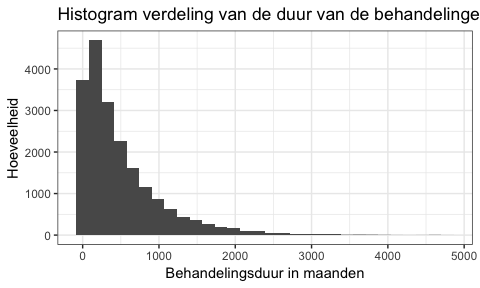 Histogram verdeling van de duur van de behandelinge
Hoeveelheid
4000
3000
2000
1000
0
0 1000 2000 3000 4000 5000
Behandelingsduur in maanden